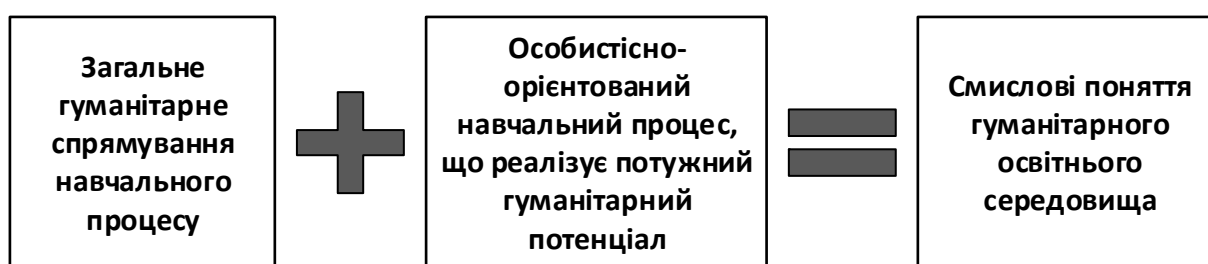 Загальне
гуманітарне
спрямування
навчального
процесу
Особистісно-
орієнтований
навчальний процес,
що реалізує потужний
гуманітарний
потенціал
Смислові поняття
гуманітарного
освітнього
середовища